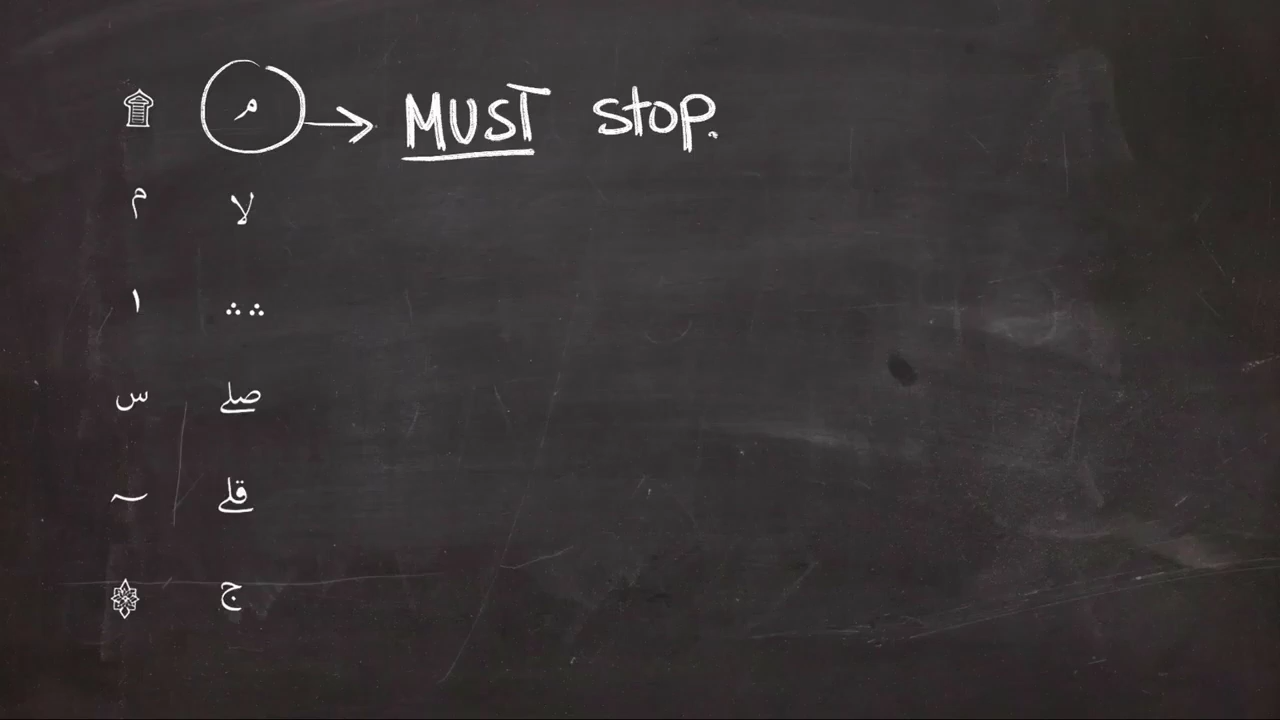 ۩ م → MUST stop.
م لا
ا ∴ ∴
س صلے
~ قلے
۞ ج